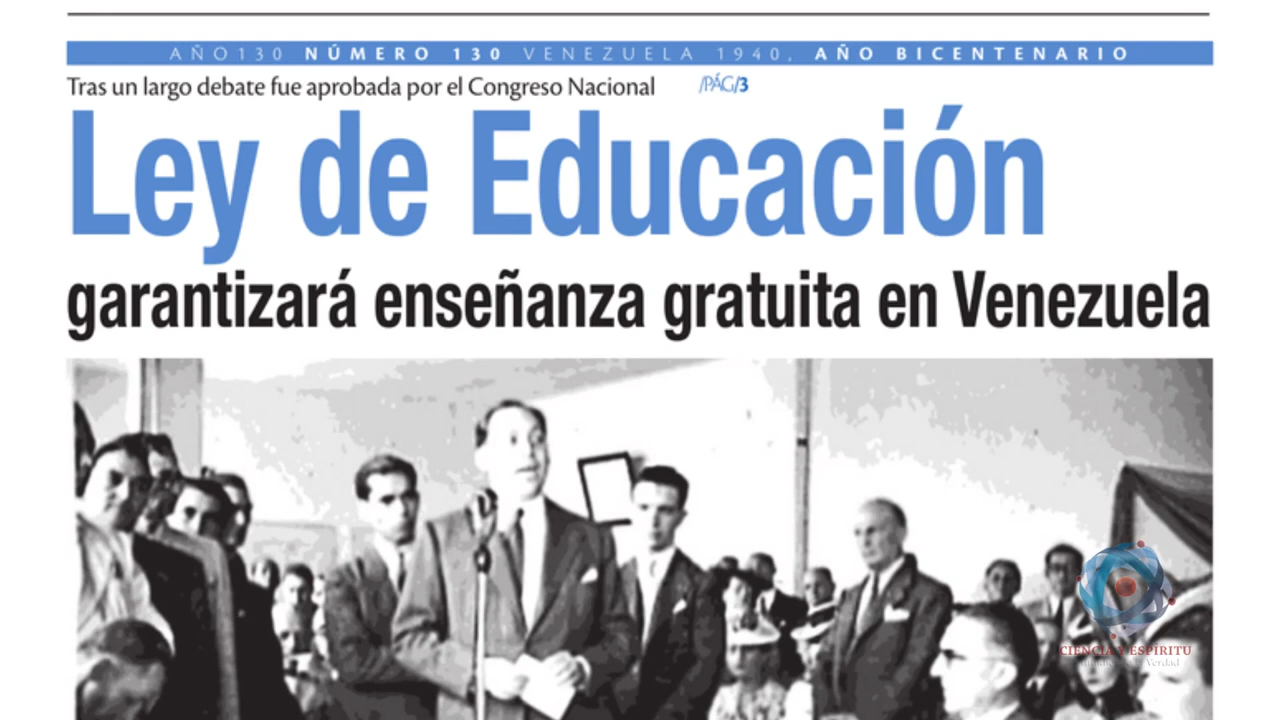 AÑO130 NÚMERO 130 VENEZUELA 1940, AÑO BICENTENARIO
Tras un largo debate fue aprobada por el Congreso Nacional /PÁG/3
Ley de Educación
garantizará enseñanza gratuita en Venezuela
CIENCIA Y ESPIRITU
Verdad